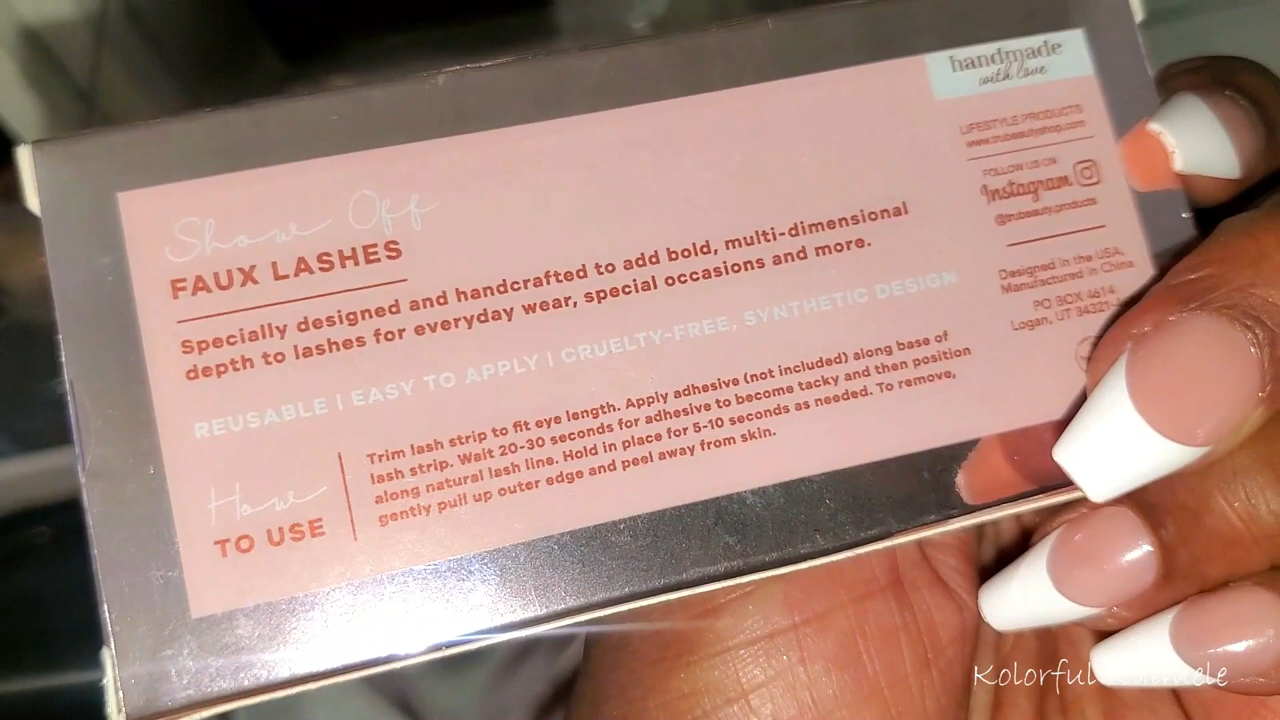 Show Off
FAUX LASHES
Specially designed and handcrafted to add bold, multi-dimensional
depth to lashes for everyday wear, special occasions and more.
REUSABLE | EASY TO APPLY | CRUELTY-FREE, SYNTHETIC DESIGN
How
TO USE
Trim lash strip to fit eye length. Apply adhesive (not included) along base of
lash strip. Wait 20-30 seconds for adhesive to become tacky and then position
along natural lash line. Hold in place for 5-10 seconds as needed. To remove,
gently pull up outer edge and peel away from skin.
handmade
with love
LIFESTYLE PRODUCTS
www.trubeautyshop.com
FOLLOW US ON
Instagram
@trubeauty.products
Designed in the USA,
Manufactured in China
PO BOX 4614
Logan, UT 84321
Kolorful